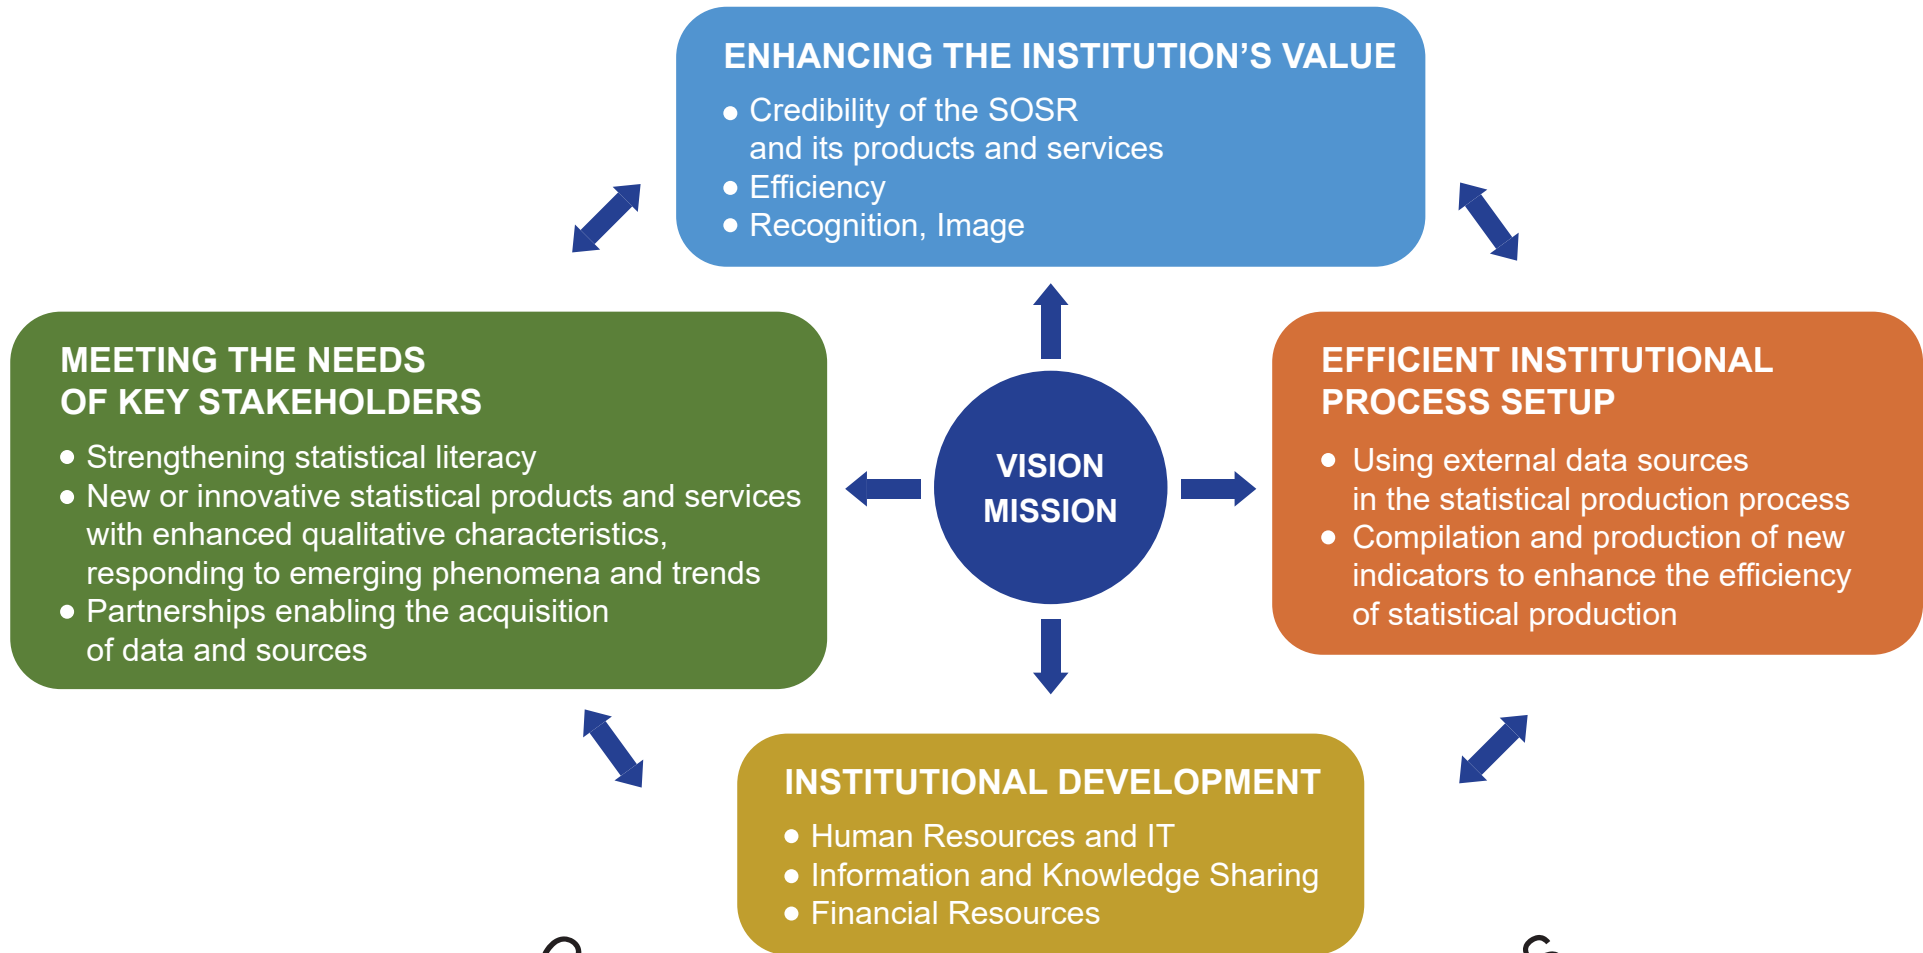 ENHANCING THE INSTITUTION’S VALUE
● Credibility of the SOSR
and its products and services
● Efficiency
● Recognition, Image
MEETING THE NEEDS
OF KEY STAKEHOLDERS
● Strengthening statistical literacy
● New or innovative statistical products and services
with enhanced qualitative characteristics,
responding to emerging phenomena and trends
● Partnerships enabling the acquisition
of data and sources
VISION
MISSION
EFFICIENT INSTITUTIONAL
PROCESS SETUP
● Using external data sources
in the statistical production process
● Compilation and production of new
indicators to enhance the efficiency
of statistical production
INSTITUTIONAL DEVELOPMENT
● Human Resources and IT
● Information and Knowledge Sharing
● Financial Resources